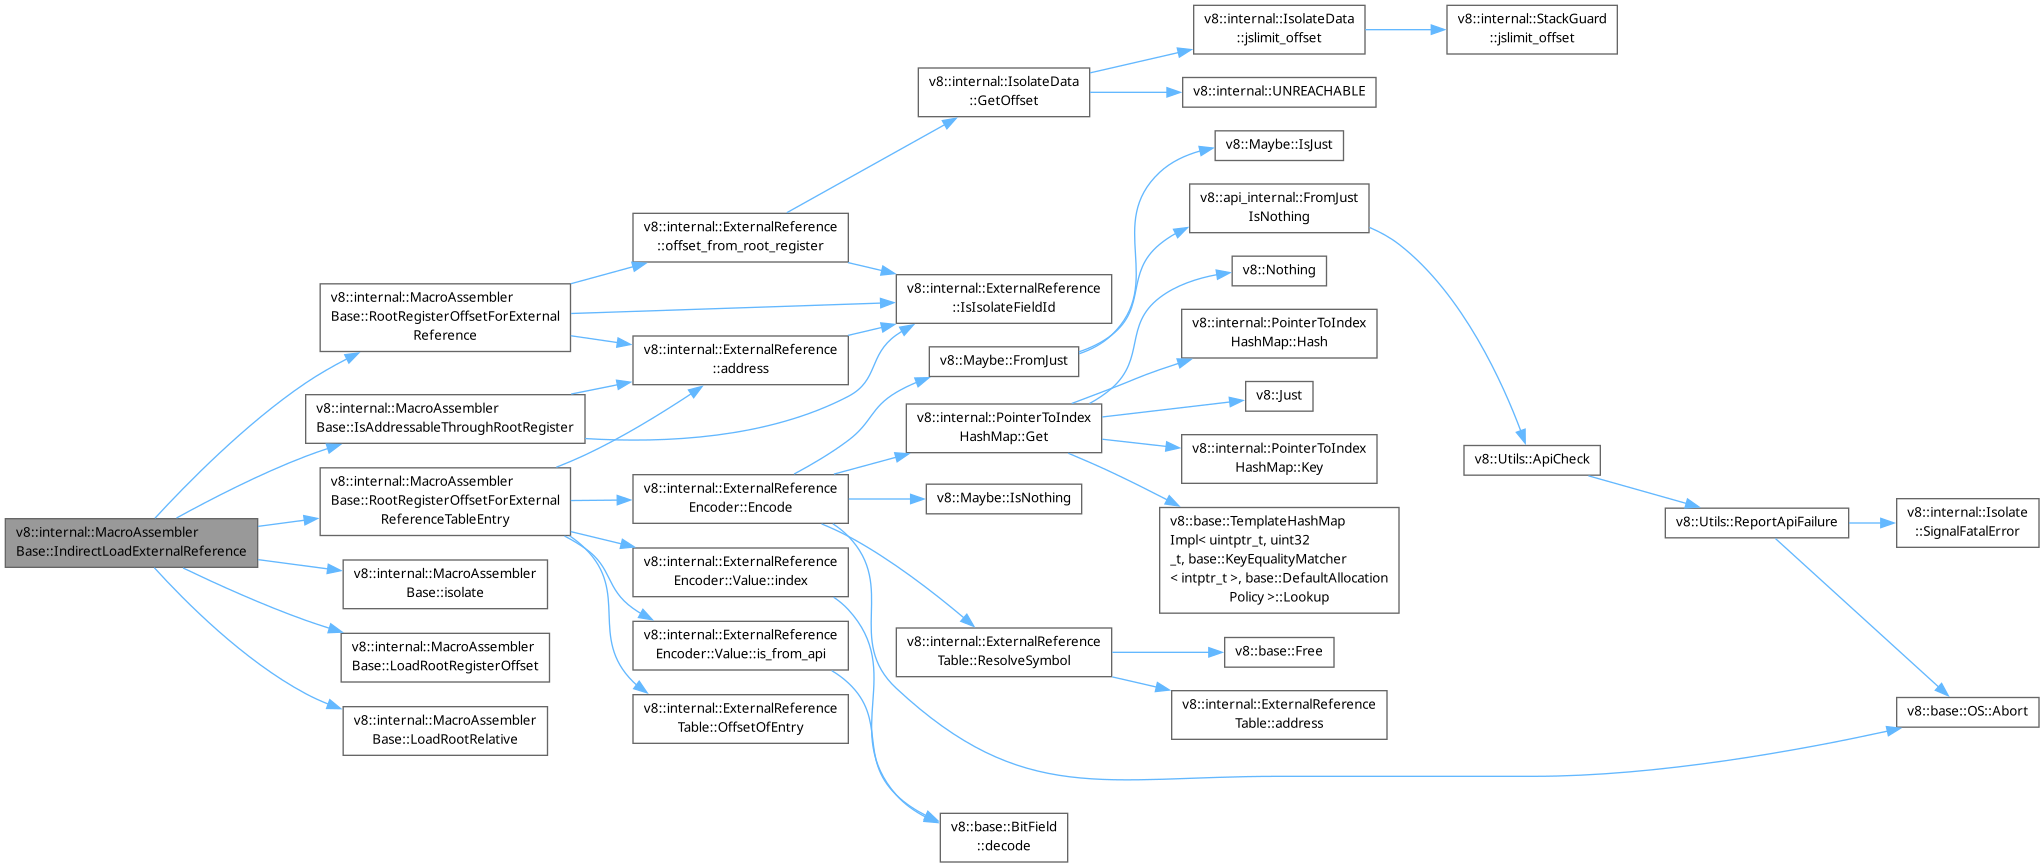 v8::internal::MacroAssembler
Base::IndirectLoadExternalReference
v8::internal::MacroAssembler
Base::RootRegisterOffsetForExternal
Reference
v8::internal::MacroAssembler
Base::IsAddressableThroughRootRegister
v8::internal::MacroAssembler
Base::RootRegisterOffsetForExternal
ReferenceTableEntry
v8::internal::MacroAssembler
Base::isolate
v8::internal::MacroAssembler
Base::LoadRootRegisterOffset
v8::internal::MacroAssembler
Base::LoadRootRelative
v8::internal::ExternalReference
::offset_from_root_register
v8::internal::ExternalReference
::address
v8::internal::ExternalReference
Encoder::Encode
v8::internal::ExternalReference
Encoder::Value::index
v8::internal::ExternalReference
Encoder::Value::is_from_api
v8::internal::ExternalReference
Table::OffsetOfEntry
v8::internal::IsolateData
::GetOffset
v8::internal::ExternalReference
::IsIsolateFieldId
v8::Maybe::FromJust
v8::internal::PointerToIndex
HashMap::Get
v8::Maybe::IsNothing
v8::internal::ExternalReference
Table::ResolveSymbol
v8::base::BitField
::decode
v8::internal::IsolateData
::jslimit_offset
v8::internal::UNREACHABLE
v8::Maybe::IsJust
v8::api_internal::FromJust
IsNothing
v8::Nothing
v8::internal::PointerToIndex
HashMap::Hash
v8::Just
v8::internal::PointerToIndex
HashMap::Key
v8::base::TemplateHashMap
Impl< uintptr_t, uint32
_t, base::KeyEqualityMatcher
< intptr_t >, base::DefaultAllocation
Policy >::Lookup
v8::base::Free
v8::internal::ExternalReference
Table::address
v8::internal::StackGuard
::jslimit_offset
v8::Utils::ApiCheck
v8::Utils::ReportApiFailure
v8::internal::Isolate
::SignalFatalError
v8::base::OS::Abort